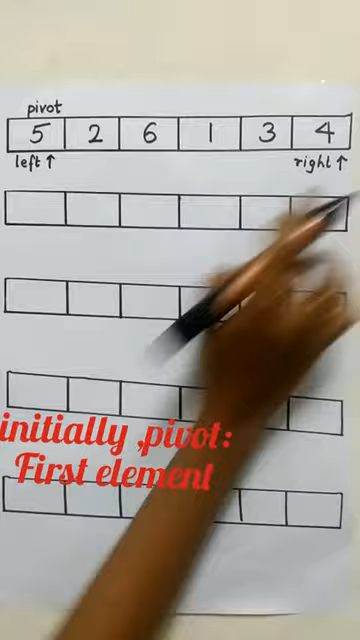 pivot
5 2 6 1 3 4
left ↑ right ↑
initially ,pivot:
First element